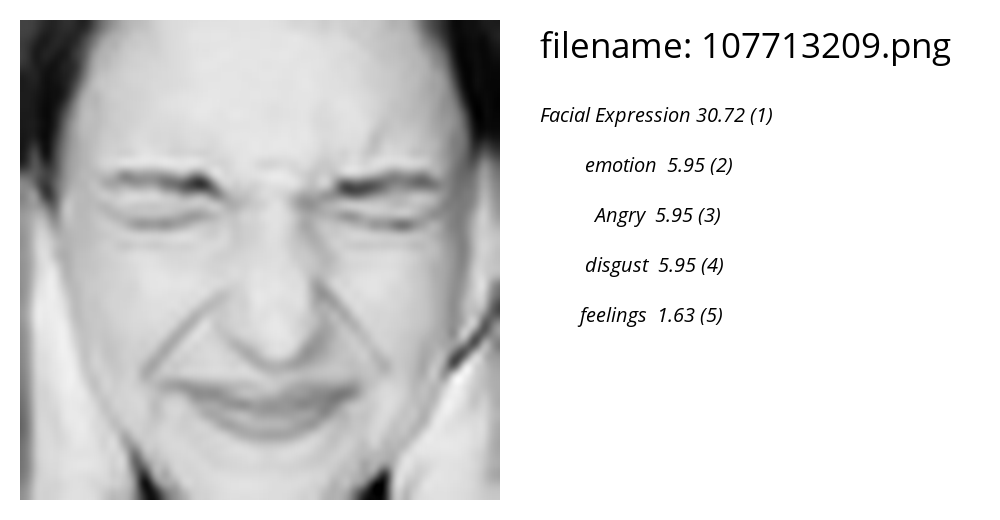 filename: 107713209.png
Facial Expression 30.72 (1)
emotion 5.95 (2)
Angry 5.95 (3)
disgust 5.95 (4)
feelings 1.63 (5)